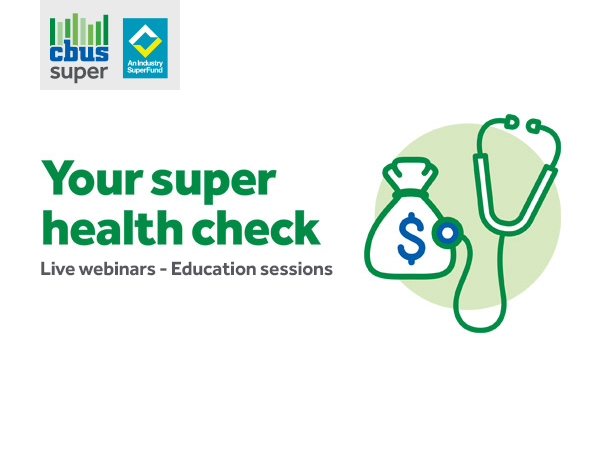 cbus
super
An Industry
SuperFund
Your super
health check
Live webinars - Education sessions
$